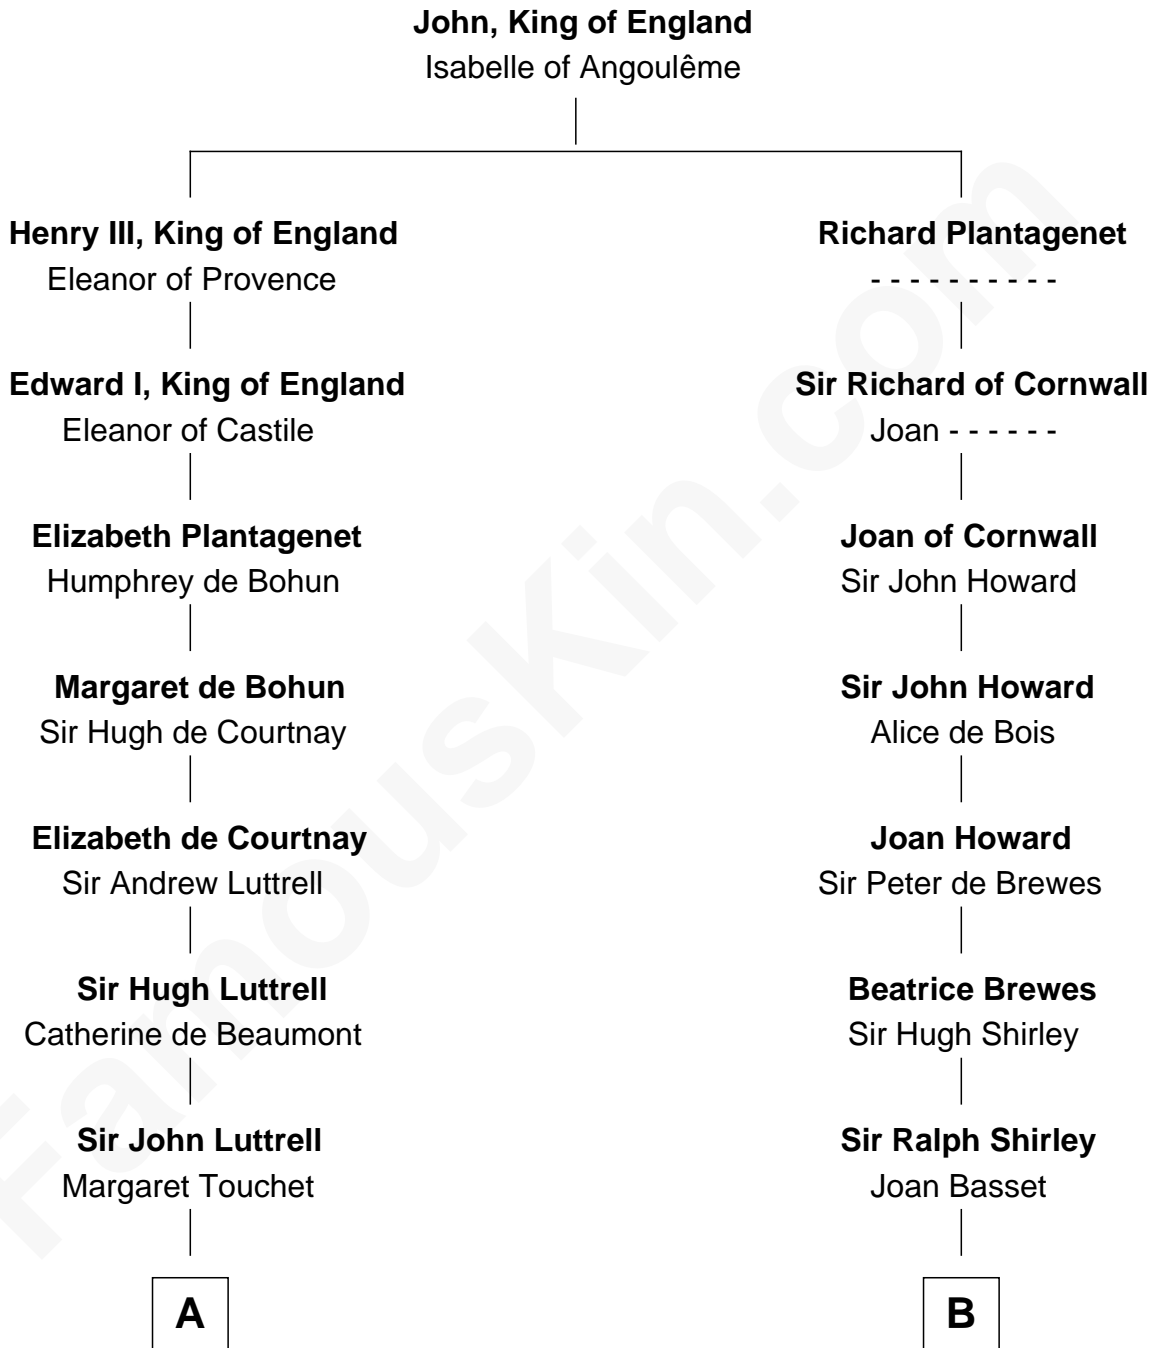 John, King of England
Isabelle of Angoulême
Henry III, King of England
Eleanor of Provence
Richard Plantagenet
- - - - - - - - - -
Edward I, King of England
Eleanor of Castile
Sir Richard of Cornwall
Joan - - - - - -
Elizabeth Plantagenet
Humphrey de Bohun
Joan of Cornwall
Sir John Howard
Margaret de Bohun
Sir Hugh de Courtnay
Sir John Howard
Alice de Bois
Elizabeth de Courtnay
Sir Andrew Luttrell
Joan Howard
Sir Peter de Brewes
Sir Hugh Luttrell
Catherine de Beaumont
Beatrice Brewes
Sir Hugh Shirley
Sir John Luttrell
Margaret Touchet
Sir Ralph Shirley
Joan Basset
A
B
FamousKin.com